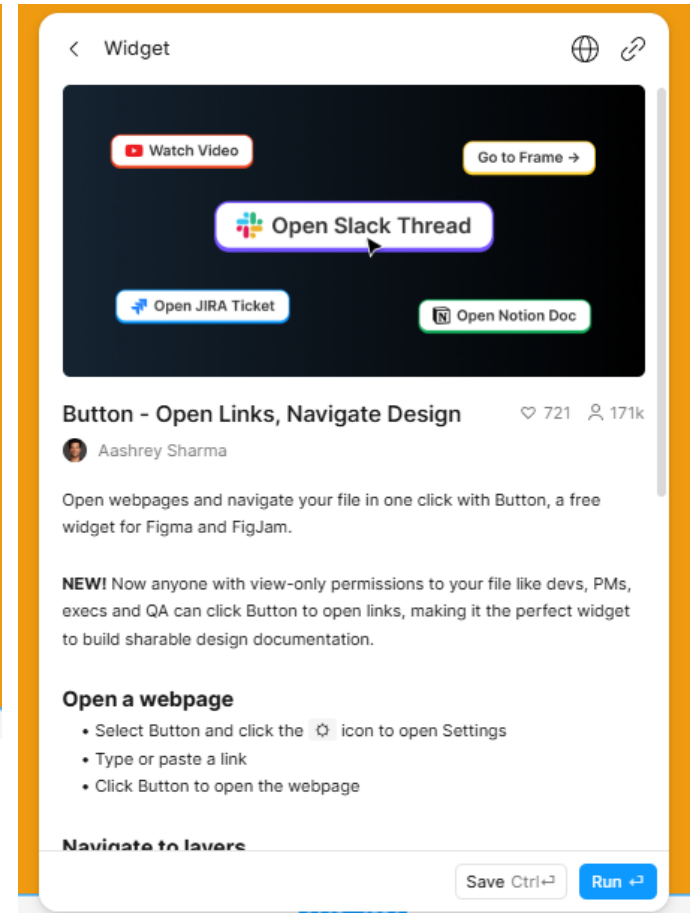 Widget
Watch Video
Go to Frame →
Open Slack Thread
Open JIRA Ticket
Open Notion Doc
Button - Open Links, Navigate Design 721 171k
Aashrey Sharma
Open webpages and navigate your file in one click with Button, a free
widget for Figma and FigJam.
NEW! Now anyone with view-only permissions to your file like devs, PMs,
execs and QA can click Button to open links, making it the perfect widget
to build sharable design documentation.
Open a webpage
• Select Button and click the icon to open Settings
• Type or paste a link
• Click Button to open the webpage
Navigate to layers
Save Ctrl↵ Run ↵